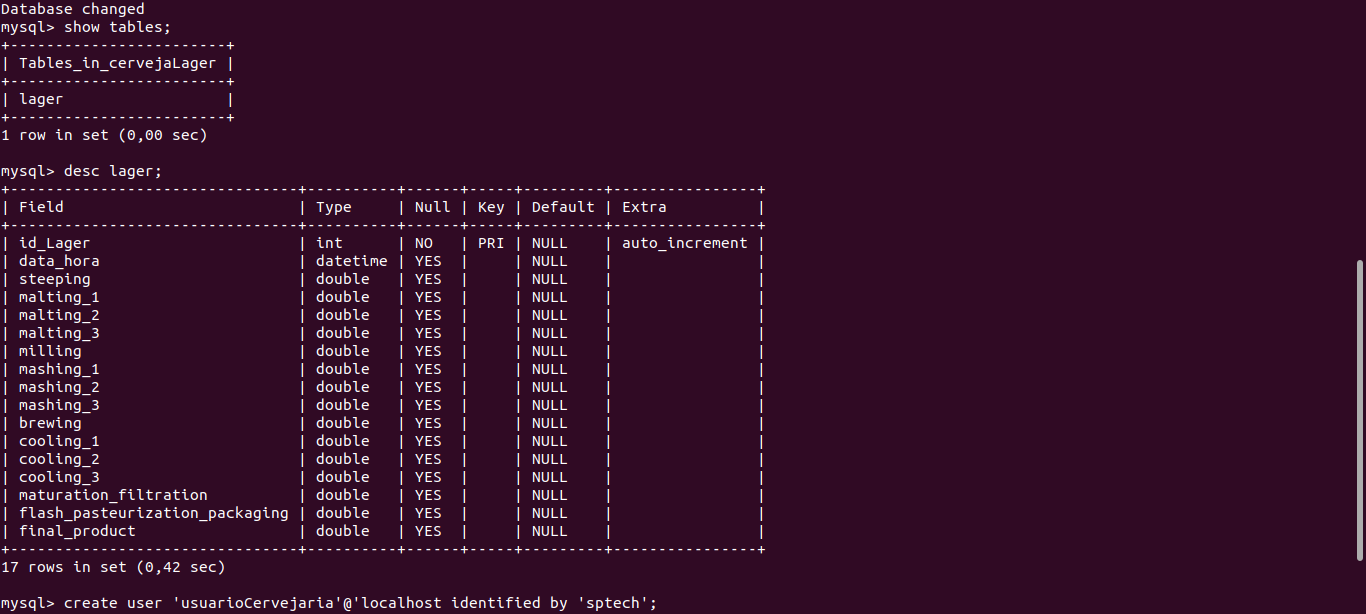 Database changed
mysql> show tables;
+------------------------+
| Tables_in_cervejaLager |
+------------------------+
| lager                  |
+------------------------+
1 row in set (0,00 sec)

mysql> desc lager;
+--------------------------------+----------+------+-----+---------+----------------+
| Field                          | Type     | Null | Key | Default | Extra          |
+--------------------------------+----------+------+-----+---------+----------------+
| id_Lager                       | int      | NO   | PRI | NULL    | auto_increment |
| data_hora                      | datetime | YES  |     | NULL    |                |
| steeping                       | double   | YES  |     | NULL    |                |
| malting_1                      | double   | YES  |     | NULL    |                |
| malting_2                      | double   | YES  |     | NULL    |                |
| malting_3                      | double   | YES  |     | NULL    |                |
| milling                        | double   | YES  |     | NULL    |                |
| mashing_1                      | double   | YES  |     | NULL    |                |
| mashing_2                      | double   | YES  |     | NULL    |                |
| mashing_3                      | double   | YES  |     | NULL    |                |
| brewing                        | double   | YES  |     | NULL    |                |
| cooling_1                      | double   | YES  |     | NULL    |                |
| cooling_2                      | double   | YES  |     | NULL    |                |
| cooling_3                      | double   | YES  |     | NULL    |                |
| maturation_filtration          | double   | YES  |     | NULL    |                |
| flash_pasteurization_packaging | double   | YES  |     | NULL    |                |
| final_product                  | double   | YES  |     | NULL    |                |
+--------------------------------+----------+------+-----+---------+----------------+
17 rows in set (0,42 sec)

mysql> create user 'usuarioCervejaria'@'localhost identified by 'sptech';